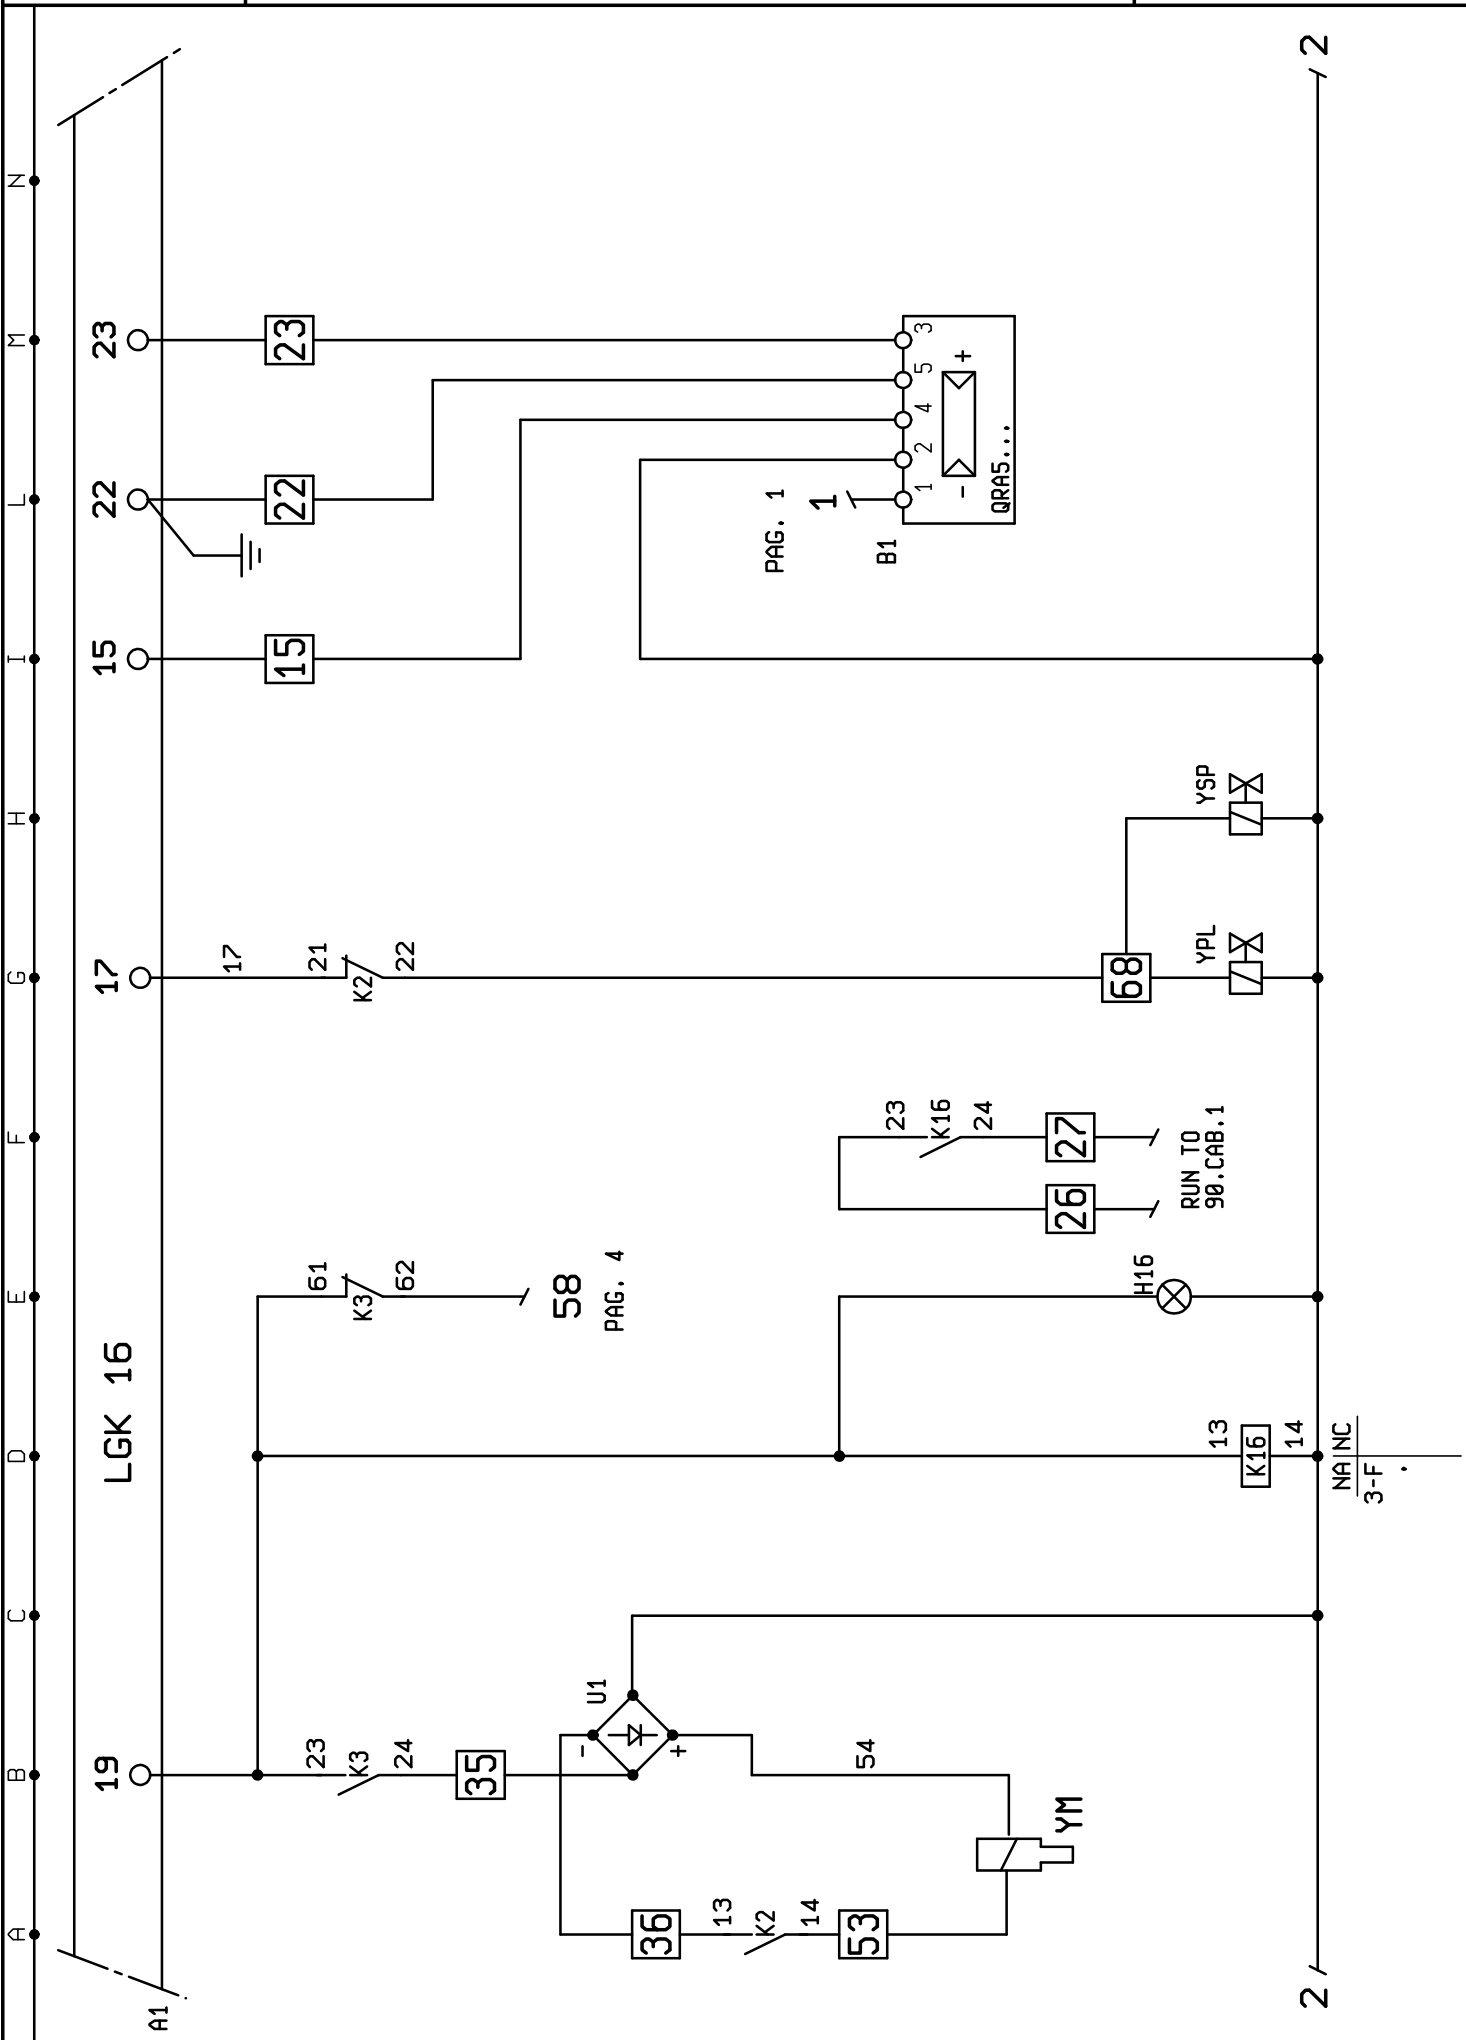 A B C D E F G H I L M N
A1
LGK 16
19
17
15
22
23
23
K3
24
35
U1
-
+
54
YM
36
13
K2
14
53
61
K3
62
58
PAG. 4
13
K16
14
NA NC
3-F
.
H16
23
K16
24
26
27
RUN TO
90.CAB.1
17
21
K2
22
68
YPL
YSP
15
22
23
PAG. 1
1
B1
1 2 4 5 3
- +
QRA5...
2
2